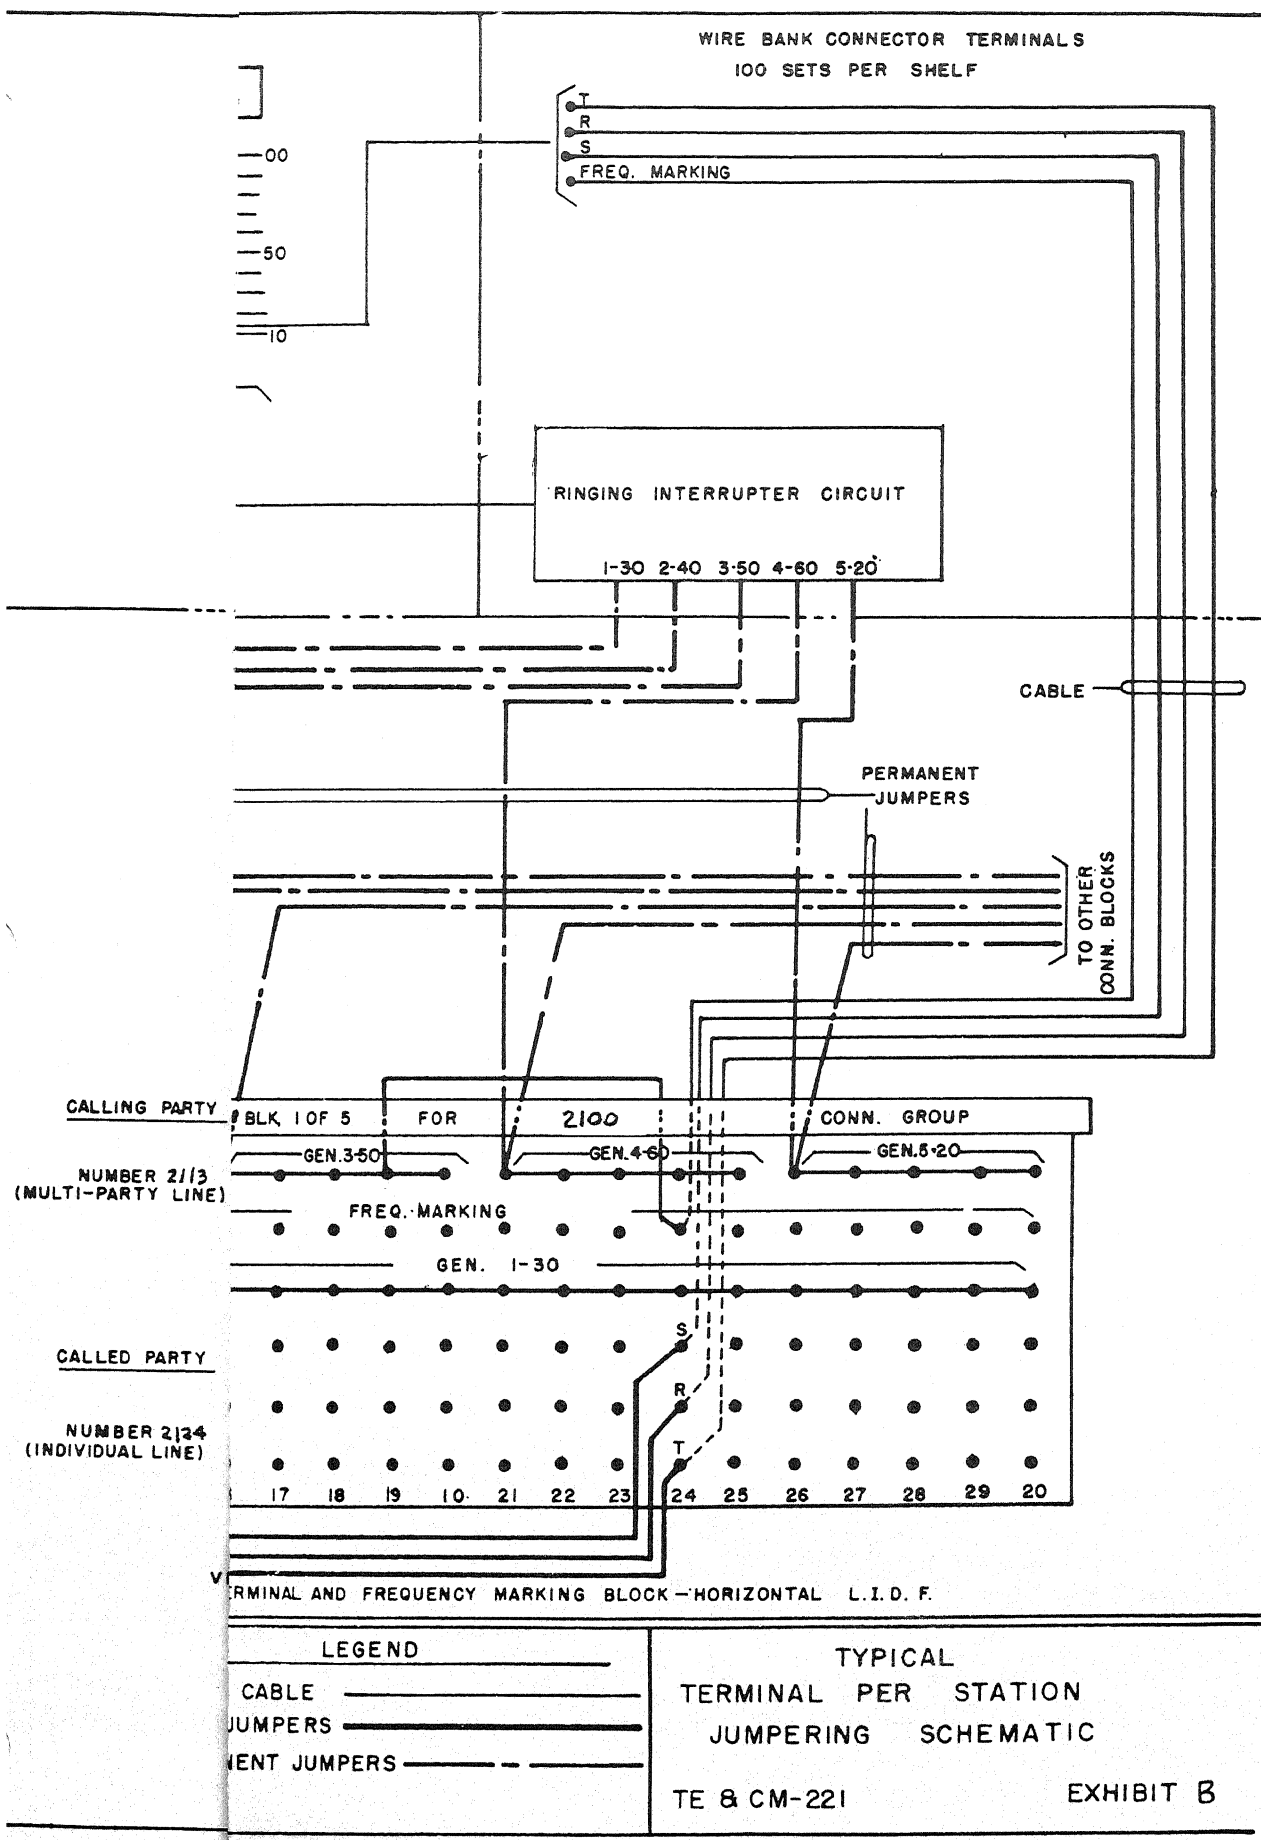 WIRE BANK CONNECTOR TERMINALS
100 SETS PER SHELF
T
R
S
FREQ. MARKING
00
50
10
RINGING INTERRUPTER CIRCUIT
1-30 2-40 3-50 4-60 5-20
CABLE
PERMANENT
JUMPERS
TO OTHER
CONN. BLOCKS
CALLING PARTY
BLK, 1 OF 5 FOR 2100 CONN. GROUP
GEN.3-50 GEN.4-60 GEN.5-20
NUMBER 2113
(MULTI-PARTY LINE)
FREQ. MARKING
GEN. 1-30
S
CALLED PARTY
R
NUMBER 2124
(INDIVIDUAL LINE)
T
17 18 19 10 21 22 23 24 25 26 27 28 29 20
ERMINAL AND FREQUENCY MARKING BLOCK-HORIZONTAL L.I.D.F.
LEGEND
CABLE
JUMPERS
NENT JUMPERS
TYPICAL
TERMINAL PER STATION
JUMPERING SCHEMATIC
TE & CM-221 EXHIBIT B